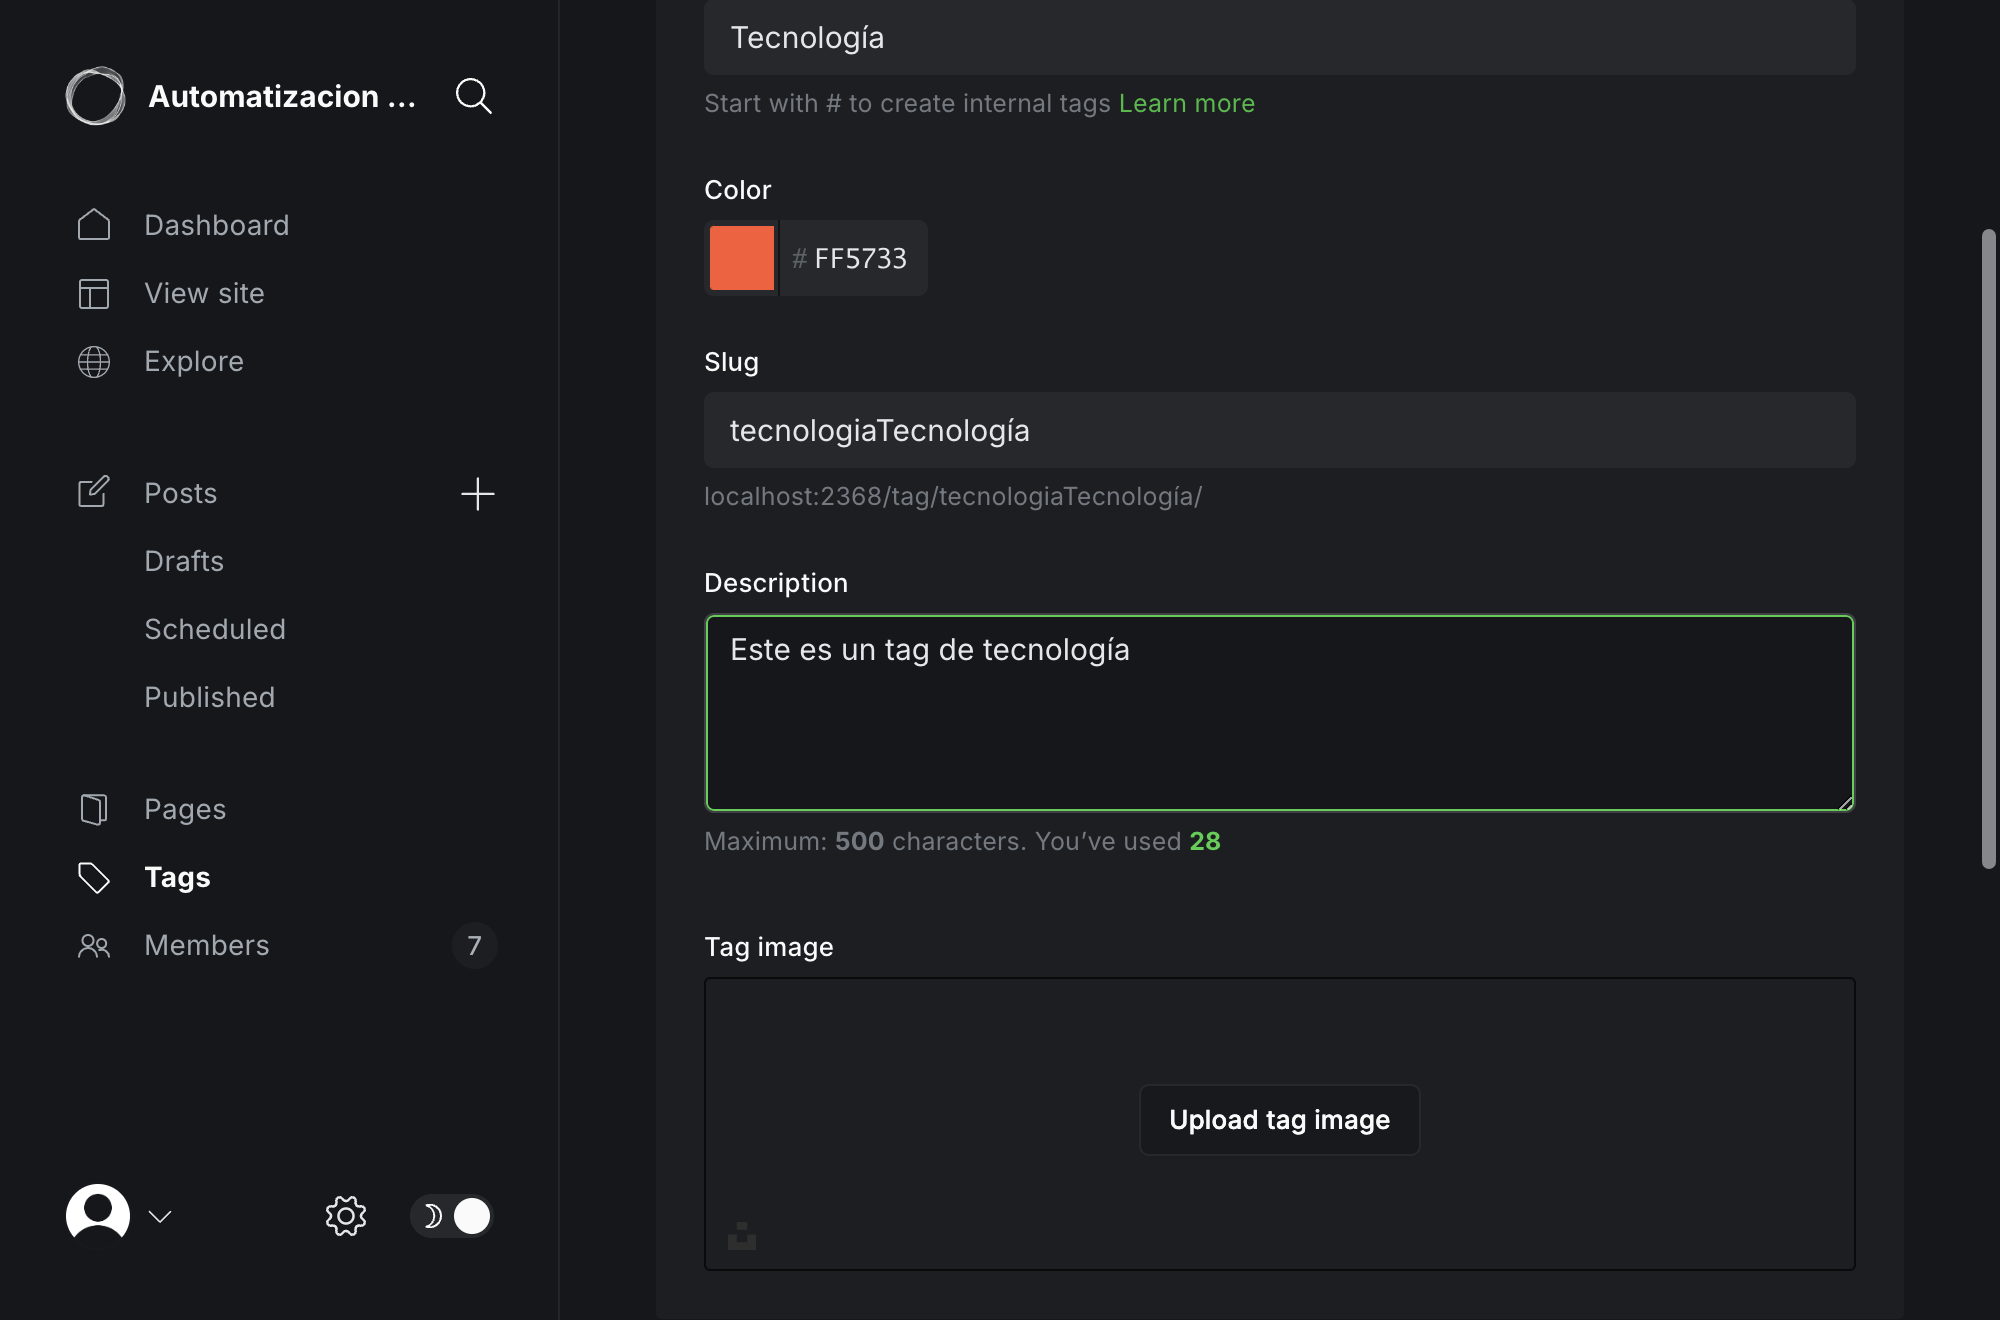 Automatizacion ...
Dashboard
View site
Explore
Posts
Drafts
Scheduled
Published
Pages
Tags
Members
7
Tecnología
Start with # to create internal tags Learn more
Color
# FF5733
Slug
tecnologiaTecnología
localhost:2368/tag/tecnologiaTecnología/
Description
Este es un tag de tecnología
Maximum: 500 characters. You’ve used 28
Tag image
Upload tag image